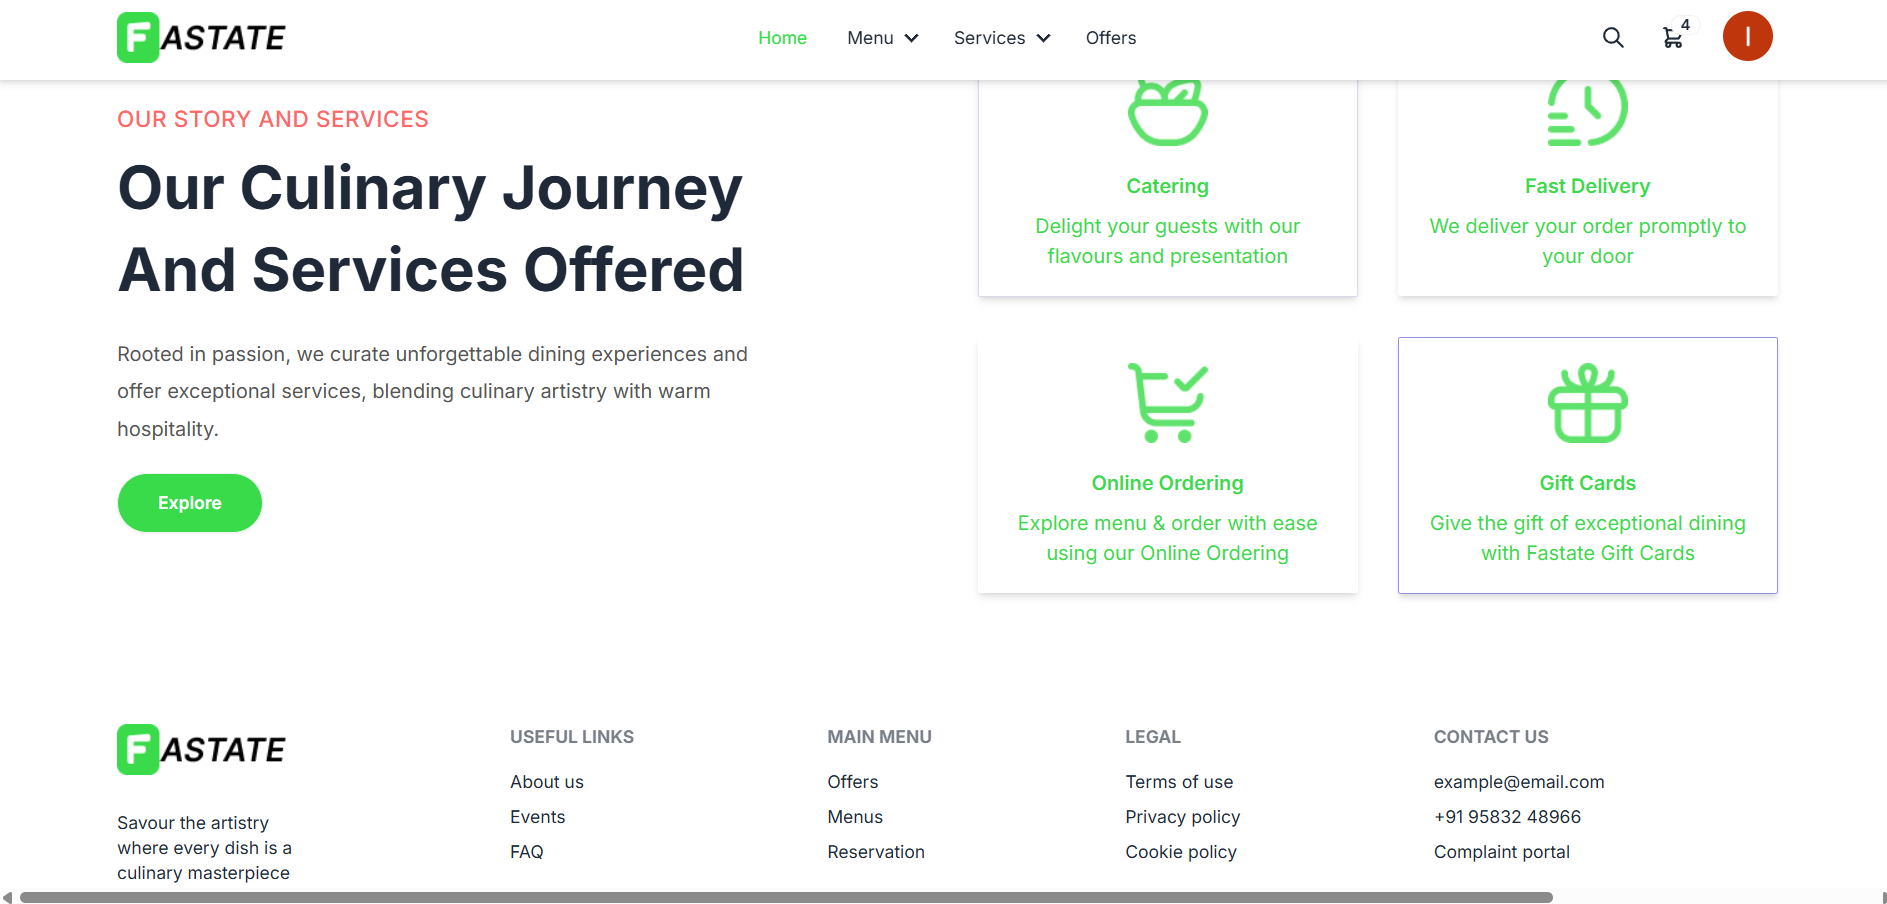 FASTATE
Home
Menu
Services
Offers
4
I
OUR STORY AND SERVICES
Our Culinary Journey
And Services Offered
Rooted in passion, we curate unforgettable dining experiences and
offer exceptional services, blending culinary artistry with warm
hospitality.
Explore
Catering
Delight your guests with our
flavours and presentation
Fast Delivery
We deliver your order promptly to
your door
Online Ordering
Explore menu & order with ease
using our Online Ordering
Gift Cards
Give the gift of exceptional dining
with Fastate Gift Cards
FASTATE
Savour the artistry
where every dish is a
culinary masterpiece
USEFUL LINKS
About us
Events
FAQ
MAIN MENU
Offers
Menus
Reservation
LEGAL
Terms of use
Privacy policy
Cookie policy
CONTACT US
example@email.com
+91 95832 48966
Complaint portal